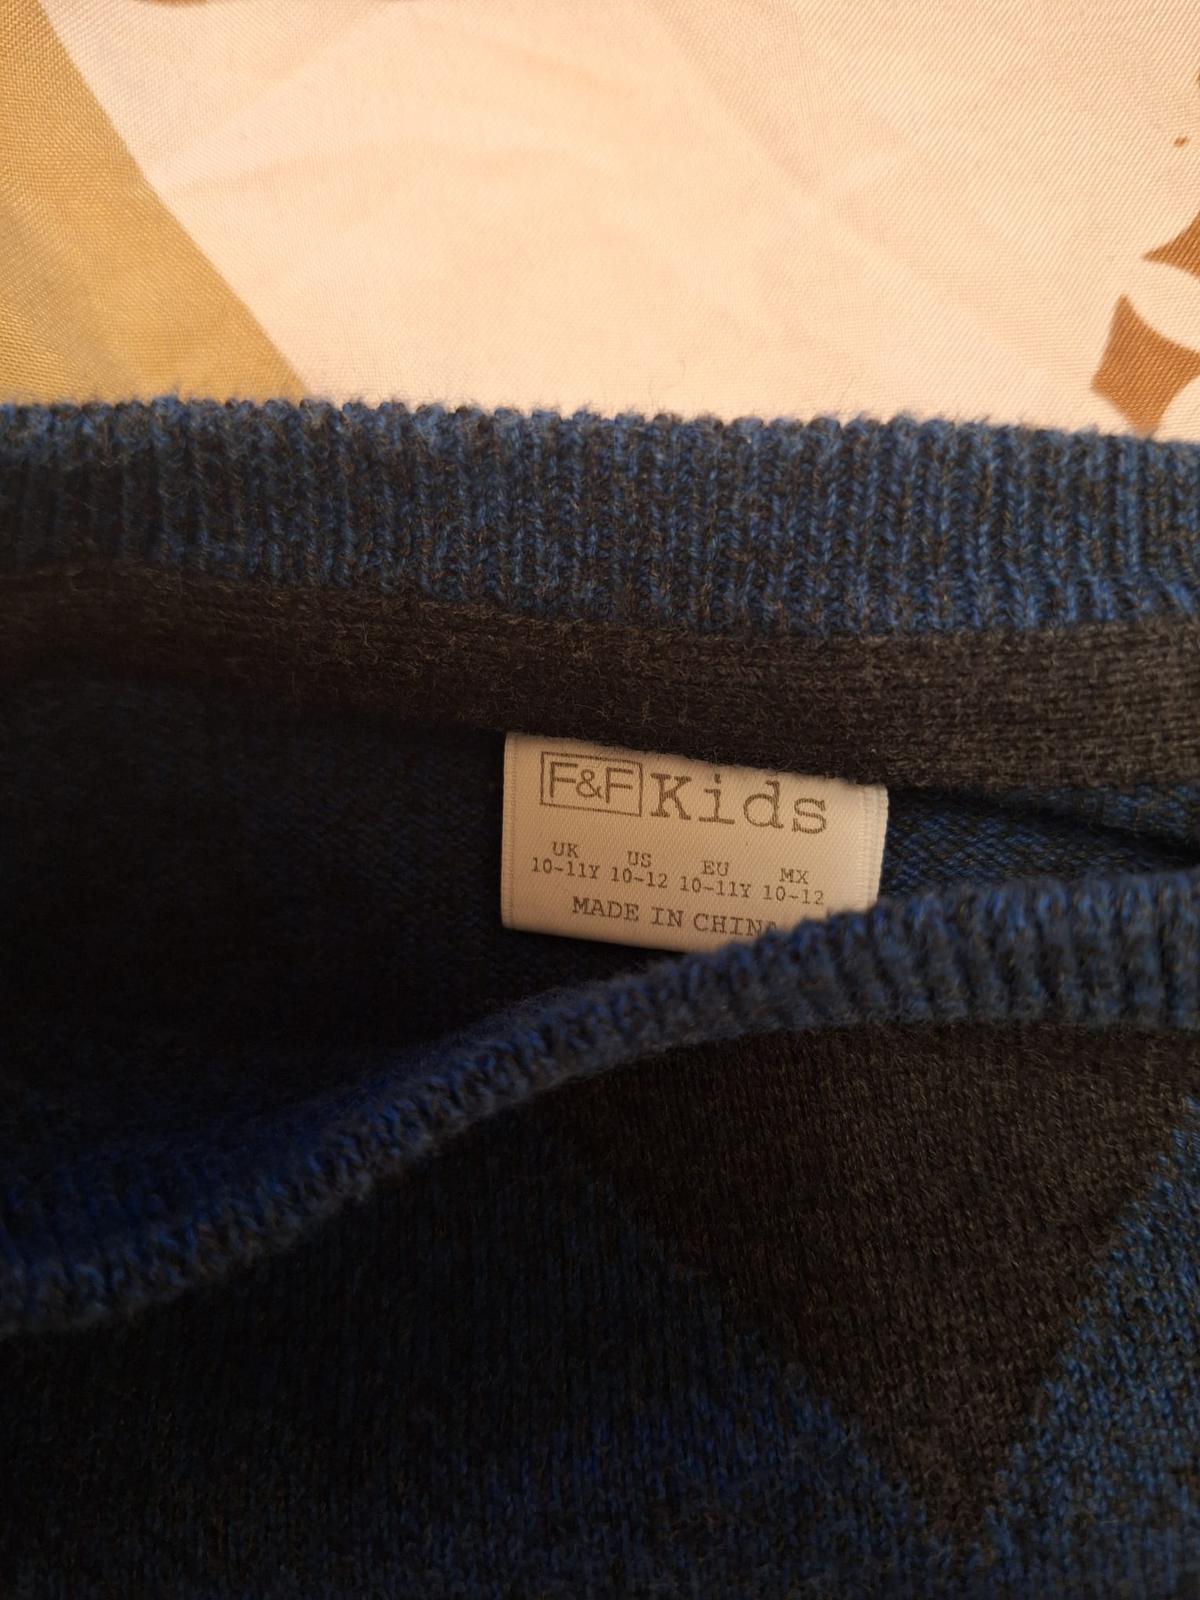 F&F Kids
UK US EU MX
10-11Y 10-12 10-11Y 10-12
MADE IN CHINA